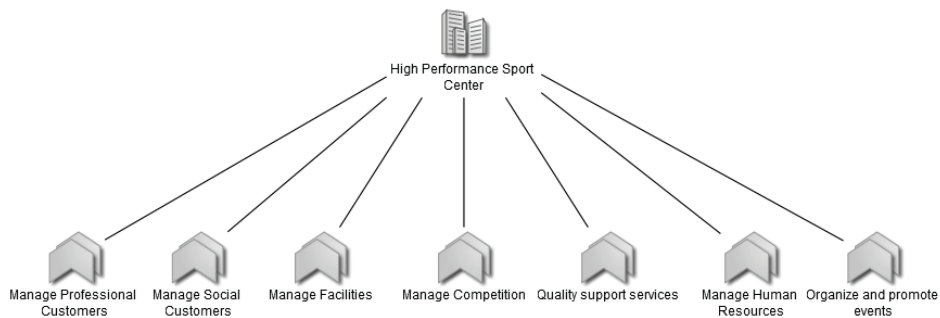 High Performance Sport
Center
Manage Professional
Customers
Manage Social
Customers
Manage Facilities
Manage Competition
Quality support services
Manage Human
Resources
Organize and promote
events